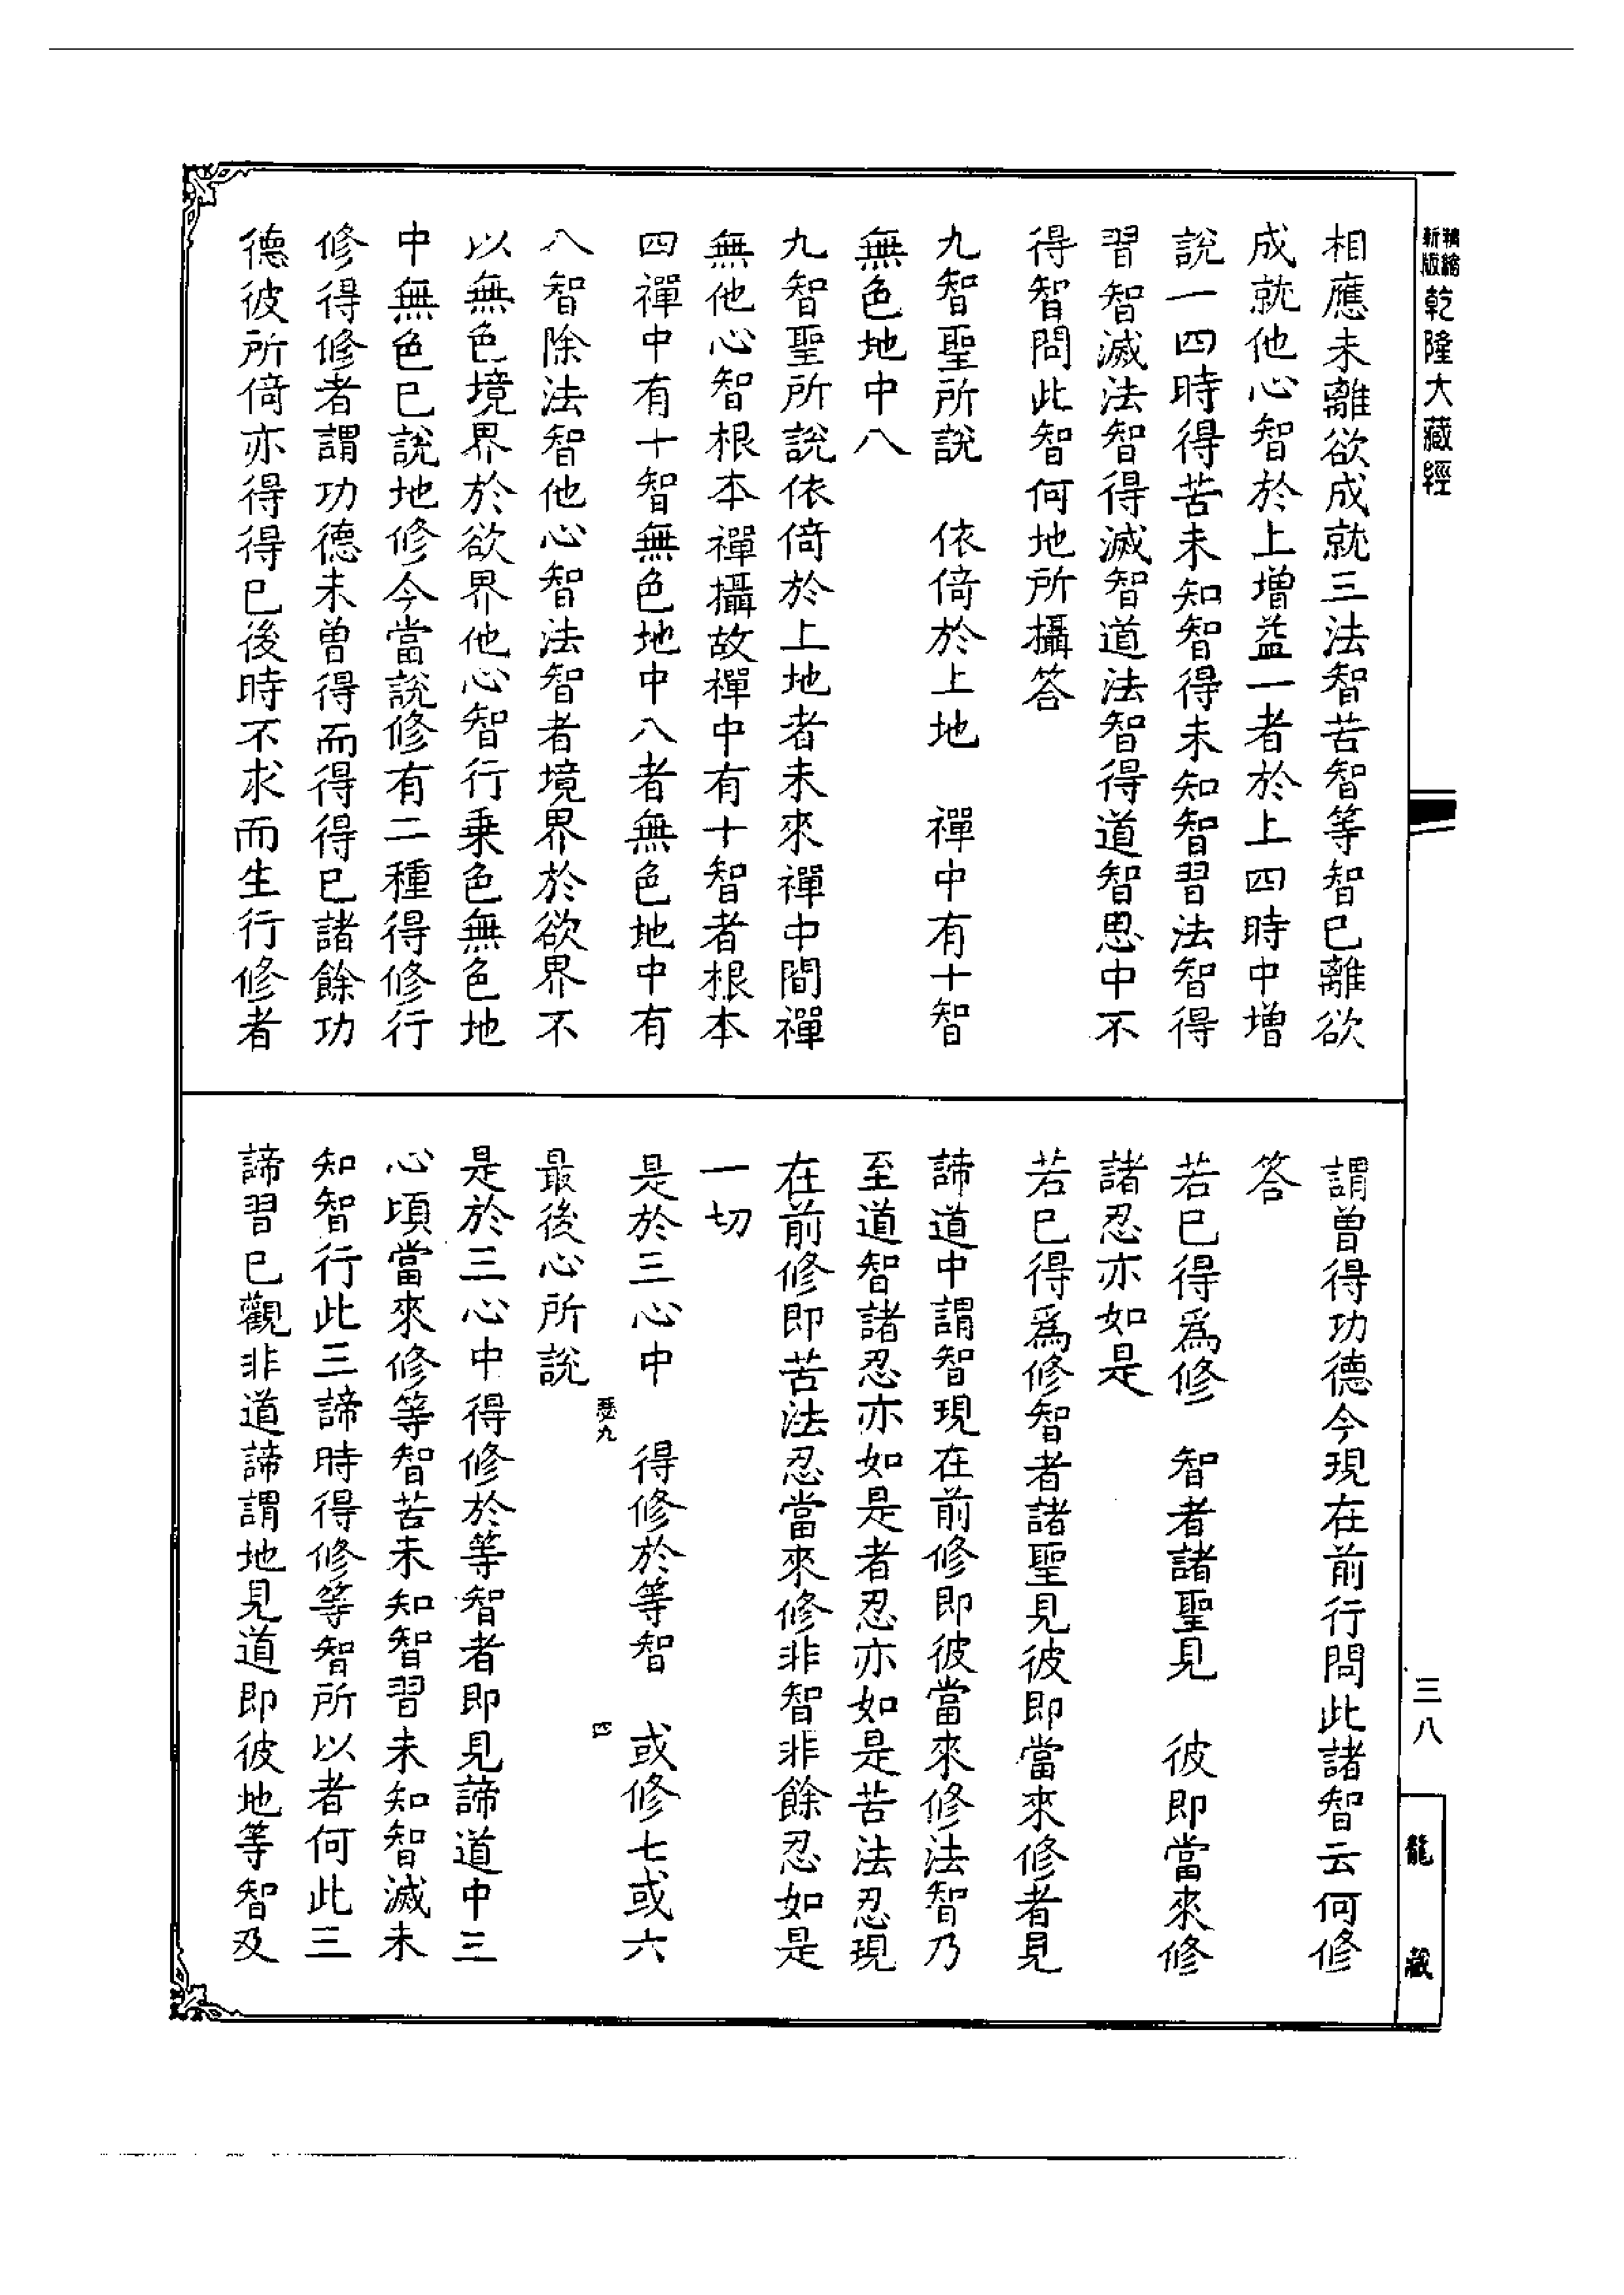 精縮
新版
乾隆大藏經
相應未離欲成就三法智苦智等智已離欲
成就他心智於上增益一者於上四時中增
說一四時得苦未知智得未知智習法智得
習智滅法智得滅智道法智得道智思中不
得智問此智何地所攝答
九智聖所說　依倚於上地　禪中有十智
無色地中八
九智聖所說依倚於上地者未來禪中間禪
無他心智根本禪攝故禪中有十智者根本
四禪中有十智無色地中八者無色地中有
八智除法智他心智法智者境界於欲界不
以無色境界於欲界他心智行乗色無色地
中無色已說地修今當說修有二種得修行
修得修者謂功德未曾得而得得已諸餘功
德彼所倚亦得得已後時不求而生行修者
謂曾得功德今現在前行問此諸智云何修
答
若已得爲修　智者諸聖見　彼即當來修
諸忍亦如是
若已得爲修智者諸聖見彼即當來修者見
諦道中謂智現在前修即彼當來修法智乃
至道智諸忍亦如是者忍亦如是苦法忍現
在前修即苦法忍當來修非智非餘忍如是
一切
是於三心中　得修於等智　或修七或六
最後心所說
是於三心中得修於等智者即見諦道中三
心頃當來修等智苦未知智習未知智滅未
知智行此三諦時得修等智所以者何此三
諦習已觀非道諦謂地見道即彼地等智及
瑟九
四
三八
龍藏